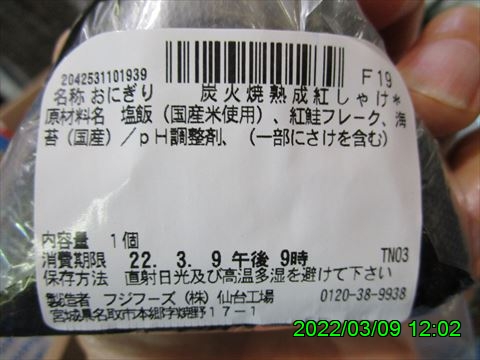 2042531101939
F19
名称 おにぎり 炭火焼熟成紅しゃけ*
原材料名 塩飯(国産米使用)、紅鮭フレーク、海
苔(国産)/pH調整剤、(一部にさけを含む)
内容量 1個
消費期限 22. 3. 9 午後 9時 TN03
保存方法 直射日光及び高温多湿を避けて下さい
製造者 フジフーズ(株)仙台工場 0120-38-9938
宮城県名取市本郷字焼野17-1
2022/03/09 12:02